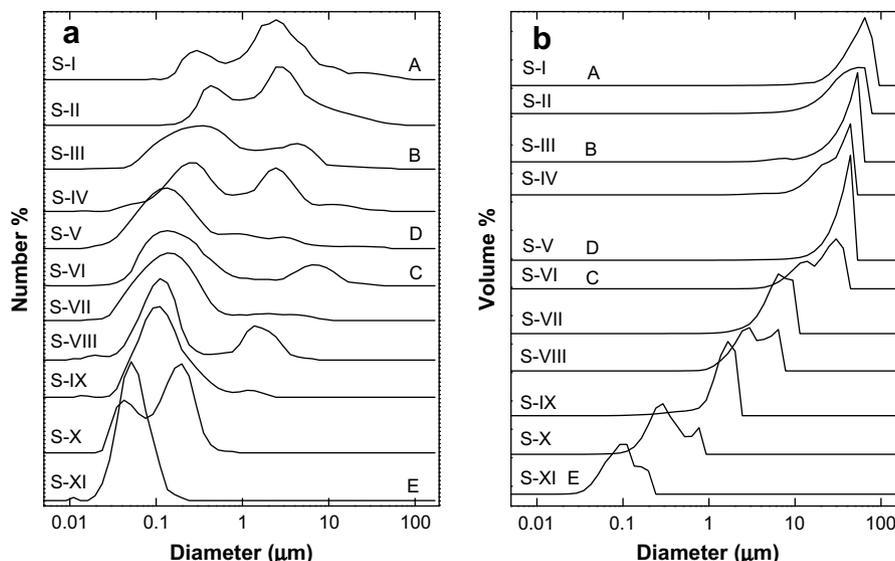 a
S-I A
S-II
S-III B
S-IV
S-V D
S-VI C
S-VII
S-VIII
S-IX
S-X
S-XI E
Number %
0.01 0.1 1 10 100
Diameter (μm)
b
S-I A
S-II
S-III B
S-IV
S-V D
S-VI C
S-VII
S-VIII
S-IX
S-X
S-XI E
Volume %
0.01 0.1 1 10 100
Diameter (μm)